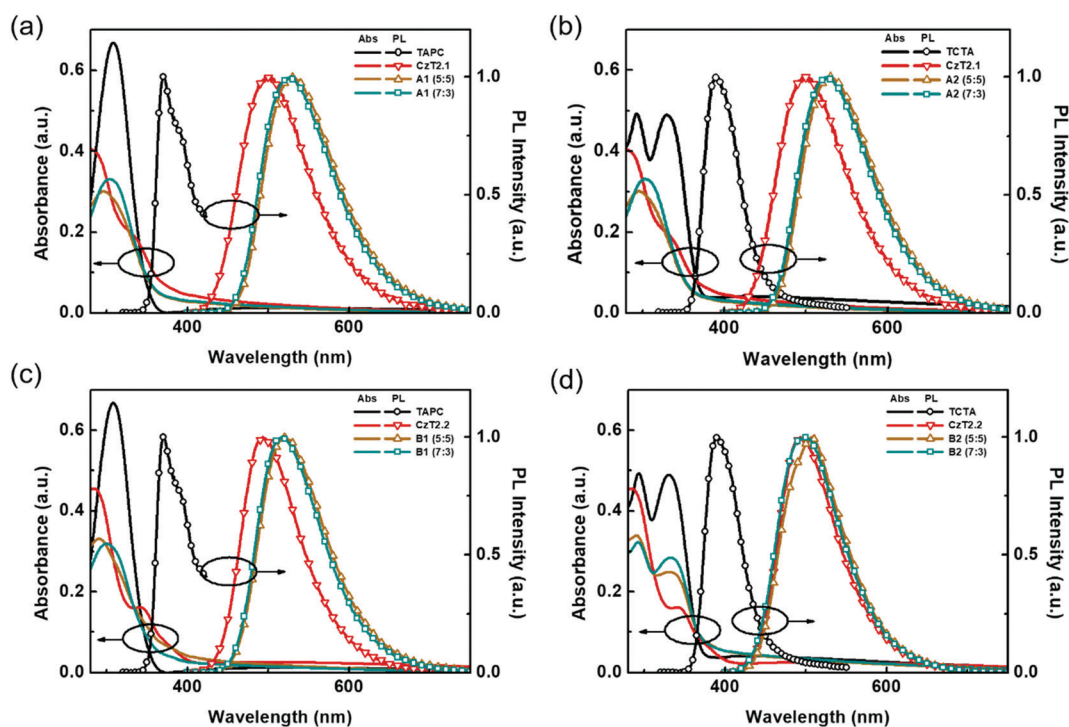 (a)
Abs PL
TAPC
CzT2.1
A1 (5:5)
A1 (7:3)
0.6
0.4
0.2
0.0
Absorbance (a.u.)
1.0
0.5
0.0
PL Intensity (a.u.)
400
600
Wavelength (nm)
(b)
Abs PL
TCTA
CzT2.1
A2 (5:5)
A2 (7:3)
0.6
0.4
0.2
0.0
Absorbance (a.u.)
1.0
0.5
0.0
PL Intensity (a.u.)
400
600
Wavelength (nm)
(c)
Abs PL
TAPC
CzT2.2
B1 (5:5)
B1 (7:3)
0.6
0.4
0.2
0.0
Absorbance (a.u.)
1.0
0.5
0.0
PL Intensity (a.u.)
400
600
Wavelength (nm)
(d)
Abs PL
TCTA
CzT2.2
B2 (5:5)
B2 (7:3)
0.6
0.4
0.2
0.0
Absorbance (a.u.)
1.0
0.5
0.0
PL Intensity (a.u.)
400
600
Wavelength (nm)